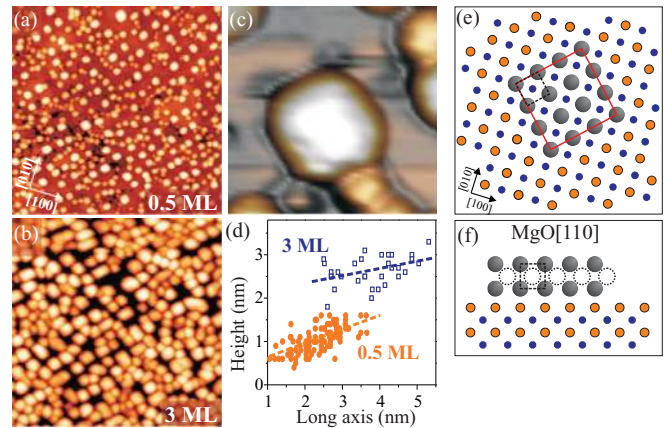 (a)
[010]
[100]
0.5 ML
(b)
3 ML
(c)
(d)
3 ML
0.5 ML
Height (nm)
3
2
1
0
1 2 3 4 5
Long axis (nm)
(e)
[010]
[100]
(f) MgO[110]